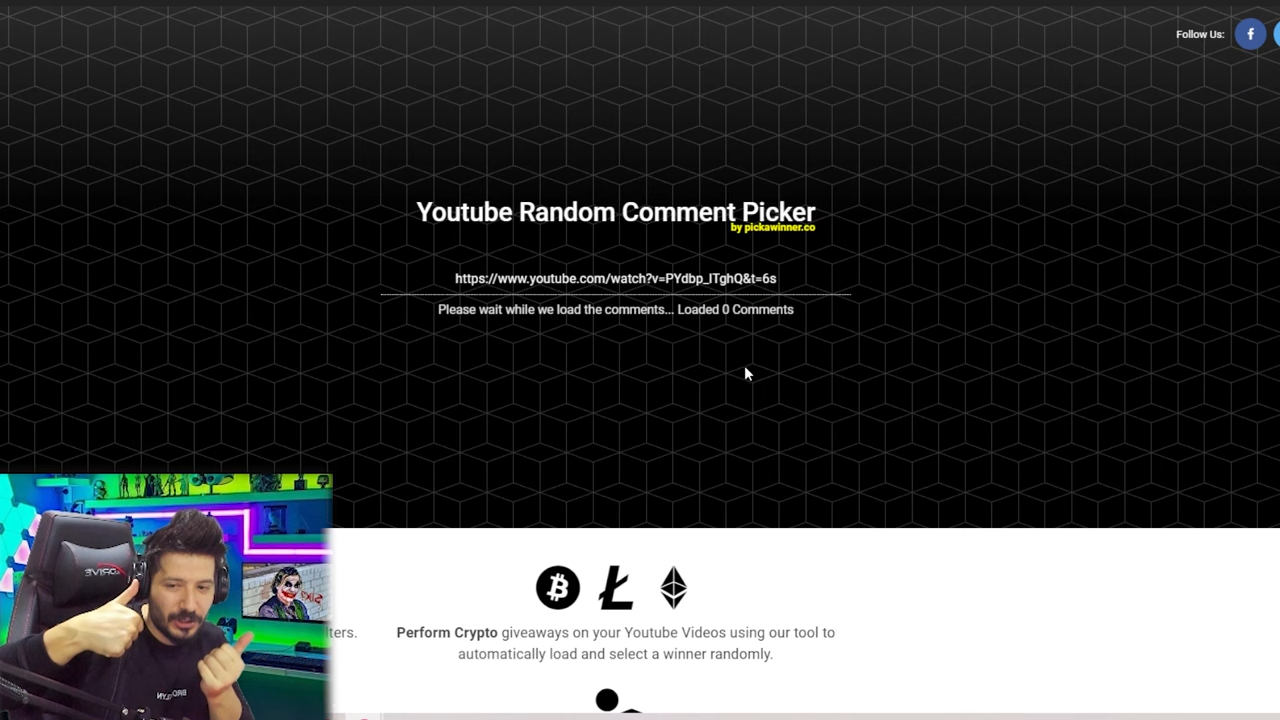 Follow Us:
Youtube Random Comment Picker
by pickawinner.co
https://www.youtube.com/watch?v=PYdbp_lTghQ&t=6s
Please wait while we load the comments... Loaded 0 Comments
lters.
Perform Crypto giveaways on your Youtube Videos using our tool to
automatically load and select a winner randomly.